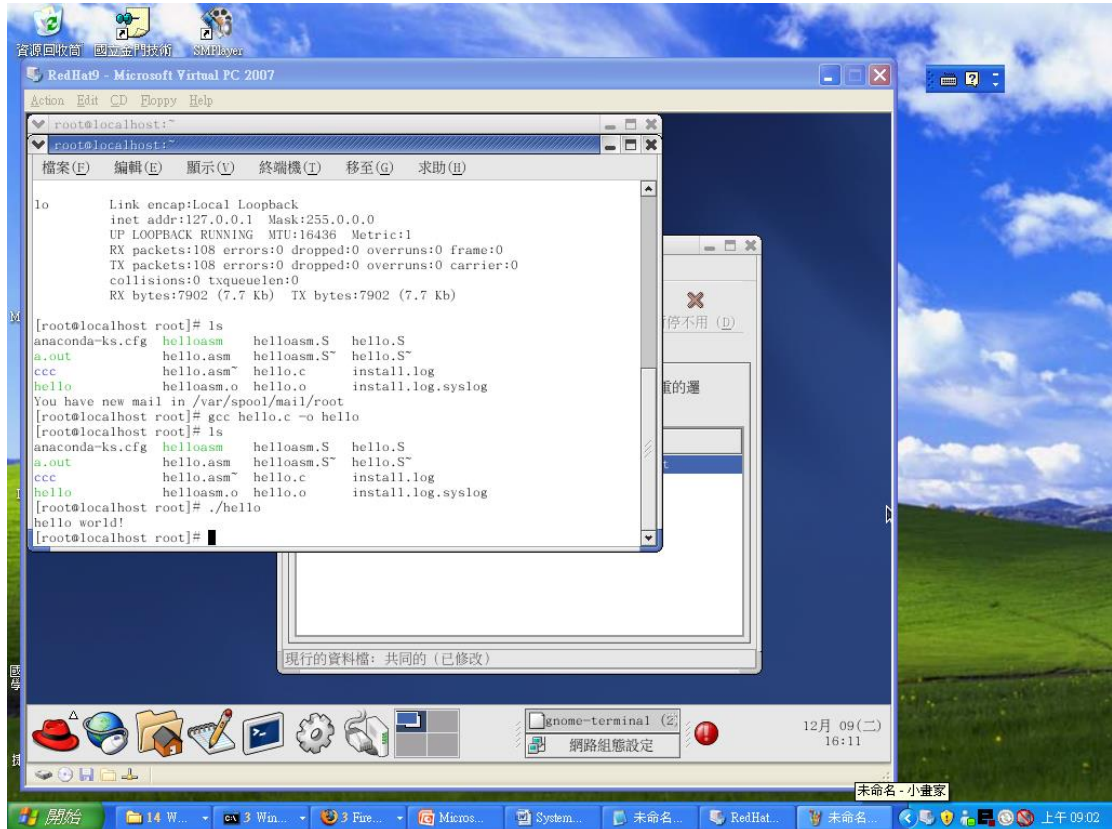 資源回收筒
國立金門技術
SMPlayer
RedHat9 - Microsoft Virtual PC 2007
Action Edit CD Floppy Help
root@localhost:~
root@localhost:~
檔案(F) 編輯(E) 顯示(V) 終端機(T) 移至(G) 求助(H)
lo Link encap:Local Loopback
inet addr:127.0.0.1 Mask:255.0.0.0
UP LOOPBACK RUNNING MTU:16436 Metric:1
RX packets:108 errors:0 dropped:0 overruns:0 frame:0
TX packets:108 errors:0 dropped:0 overruns:0 carrier:0
collisions:0 txqueuelen:0
RX bytes:7902 (7.7 Kb) TX bytes:7902 (7.7 Kb)
[root@localhost root]# ls
anaconda-ks.cfg helloasm helloasm.S hello.S
a.out hello.asm helloasm.S~ hello.S~
ccc hello.asm~ hello.c install.log
hello helloasm.o hello.o install.log.syslog
You have new mail in /var/spool/mail/root
[root@localhost root]# gcc hello.c -o hello
[root@localhost root]# ls
anaconda-ks.cfg helloasm helloasm.S hello.S
a.out hello.asm helloasm.S~ hello.S~
ccc hello.asm~ hello.c install.log
hello helloasm.o hello.o install.log.syslog
[root@localhost root]# ./hello
hello world!
[root@localhost root]#
停不用 (D)
重的邏
t
現行的資料檔: 共同的 (已修改)
gnome-terminal (2
網路組態設定
12月 09(二)
16:11
未命名 - 小畫家
開始
14 W...
3 Win...
3 Fire...
Micros...
System...
未命名...
RedHat...
未命名...
上午 09:02